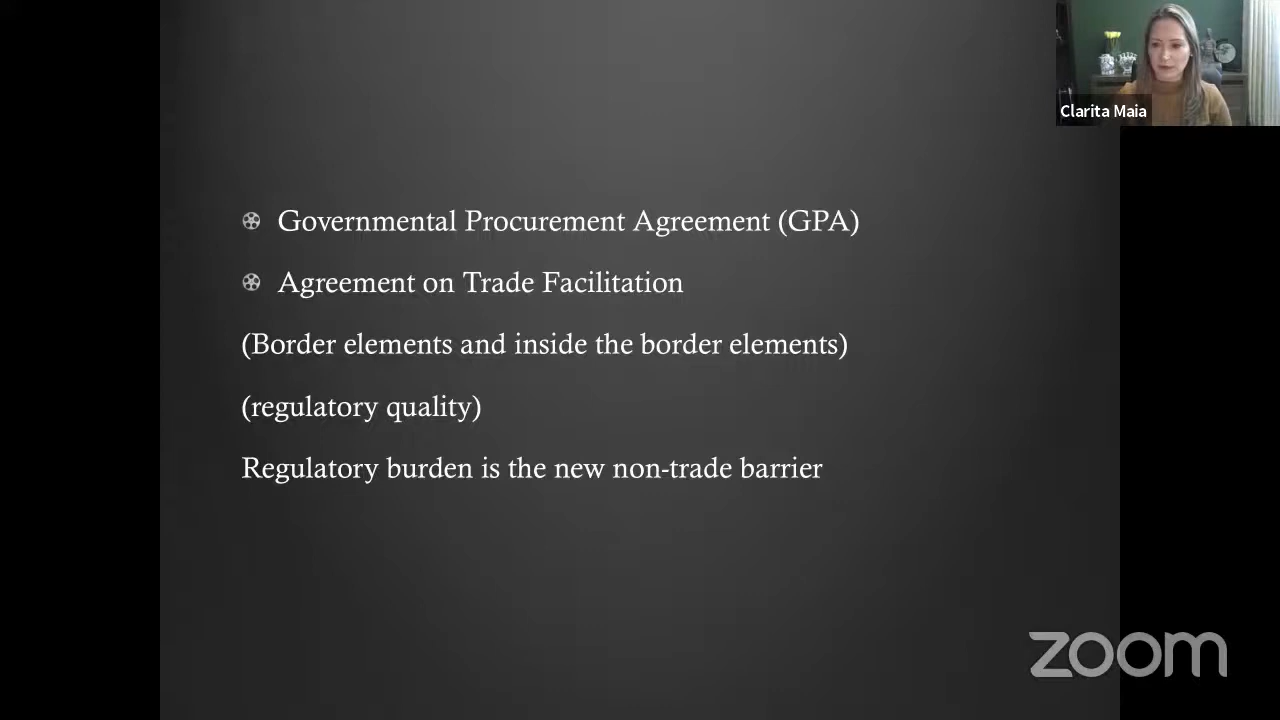 Clarita Maia
Governmental Procurement Agreement (GPA)
Agreement on Trade Facilitation
(Border elements and inside the border elements)
(regulatory quality)
Regulatory burden is the new non-trade barrier
zoom